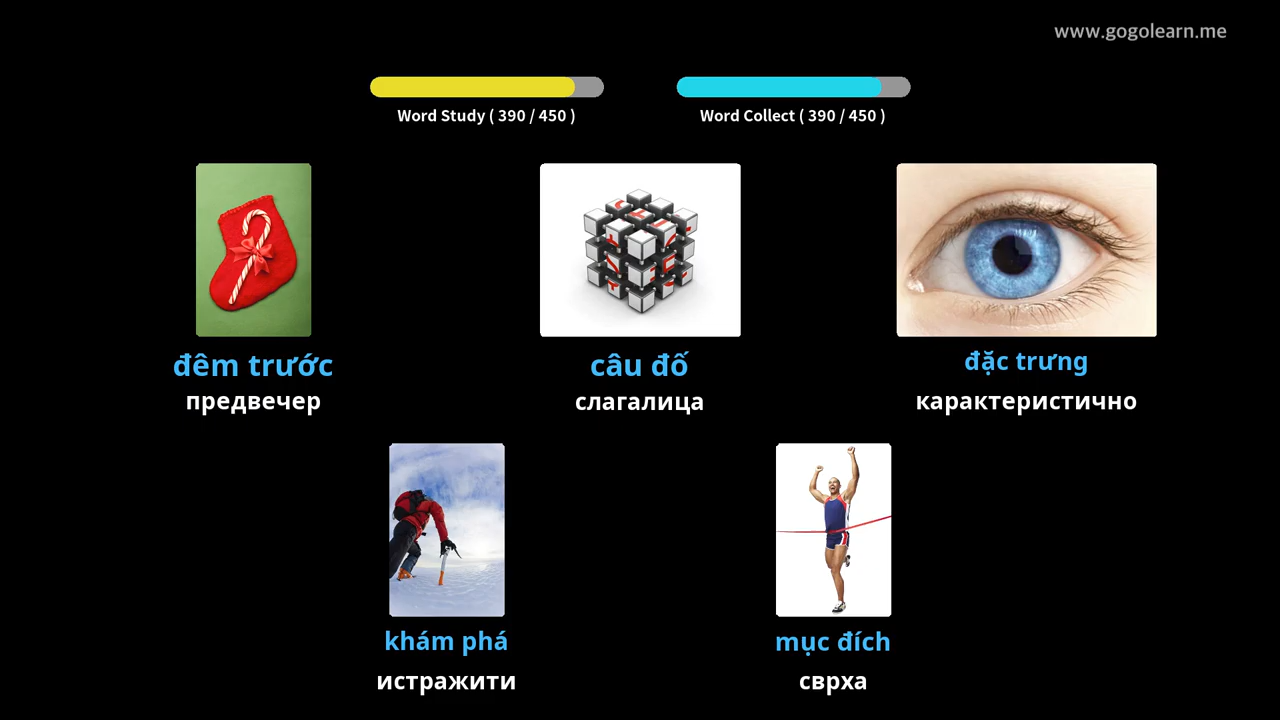 www.gogolearn.me
Word Study ( 390 / 450 )
Word Collect ( 390 / 450 )
đêm trước
предвечер
câu đố
слагалица
đặc trưng
карактеристично
khám phá
истражити
mục đích
сврха